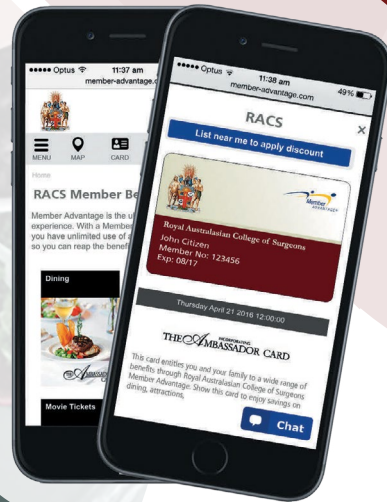 Optus 11:37 am
member-advantage.c
MENU MAP CARD
Home
RACS Member Be
Member Advantage is the u
experience. With a Member
you have unlimited use of a
so you can reap the benefi
Dining
Movie Tickets
Optus 11:38 am 49%
member-advantage.com
RACS
×
List near me to apply discount
Member
ADVANTAGE
Royal Australasian College of Surgeons
John Citizen
Member No: 123456
Exp: 08/17
Thursday April 21 2016 12:00:00
INCORPORATING
THE AMBASSADOR CARD
This card entitles you and your family to a wide range of
benefits through Royal Australasian College of Surgeons
Member Advantage. Show this card to enjoy savings on
dining, attractions,
Chat